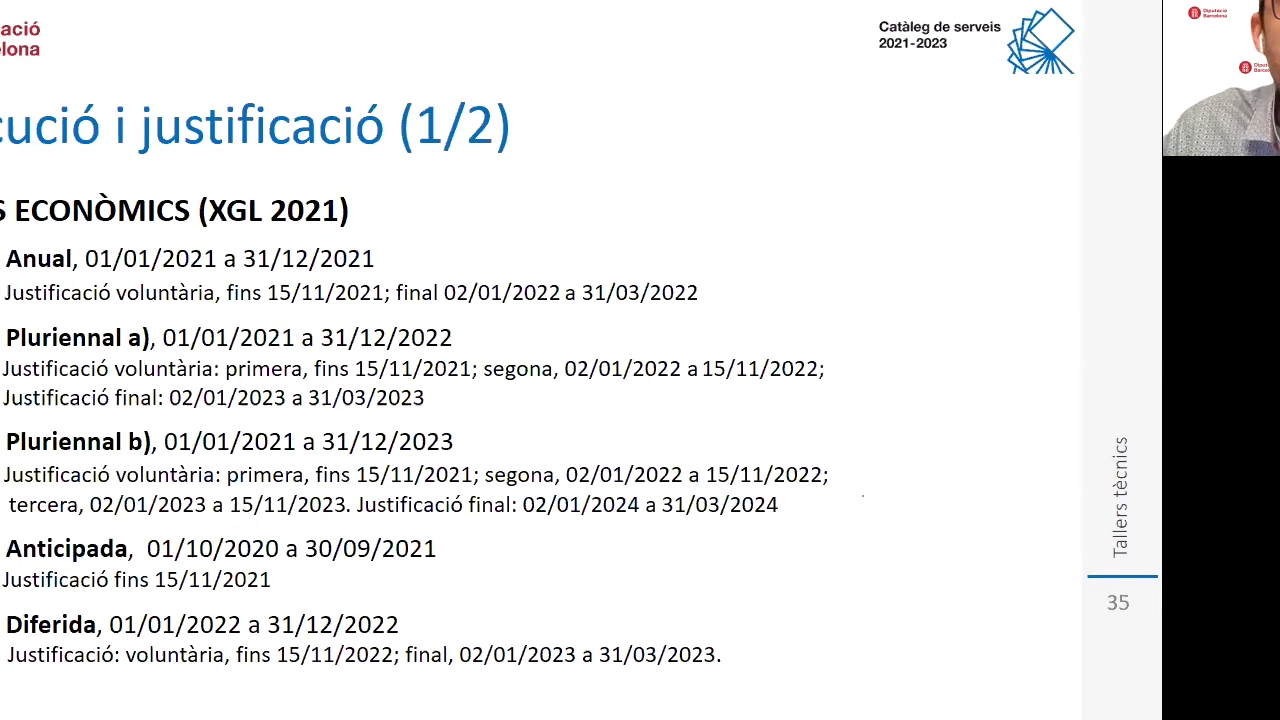 ació
elona
Catàleg de serveis
2021-2023
Diputació
Barcelona
cució i justificació (1/2)
S ECONÒMICS (XGL 2021)
Anual, 01/01/2021 a 31/12/2021
Justificació voluntària, fins 15/11/2021; final 02/01/2022 a 31/03/2022
Pluriennal a), 01/01/2021 a 31/12/2022
Justificació voluntària: primera, fins 15/11/2021; segona, 02/01/2022 a 15/11/2022;
Justificació final: 02/01/2023 a 31/03/2023
Pluriennal b), 01/01/2021 a 31/12/2023
Justificació voluntària: primera, fins 15/11/2021; segona, 02/01/2022 a 15/11/2022;
tercera, 02/01/2023 a 15/11/2023. Justificació final: 02/01/2024 a 31/03/2024
Anticipada, 01/10/2020 a 30/09/2021
Justificació fins 15/11/2021
Diferida, 01/01/2022 a 31/12/2022
Justificació: voluntària, fins 15/11/2022; final, 02/01/2023 a 31/03/2023.
Tallers tècnics
35